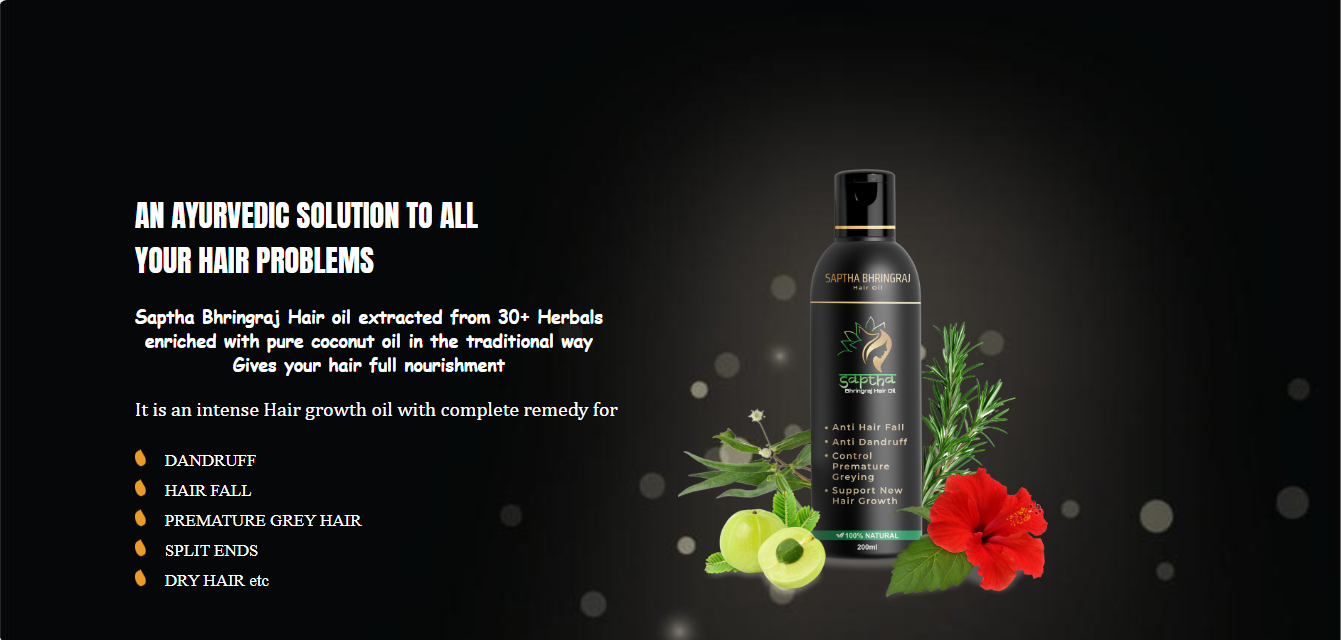 AN AYURVEDIC SOLUTION TO ALL
YOUR HAIR PROBLEMS
Saptha Bhringraj Hair oil extracted from 30+ Herbals
enriched with pure coconut oil in the traditional way
Gives your hair full nourishment
It is an intense Hair growth oil with complete remedy for
DANDRUFF
HAIR FALL
PREMATURE GREY HAIR
SPLIT ENDS
DRY HAIR etc
SAPTHA BHRINGRAJ
Hair Oil
Saptha
Bhringraj Hair Oil
• Anti Hair Fall
• Anti Dandruff
• Control
Premature
Greying
• Support New
Hair Growth
100% NATURAL
200ml